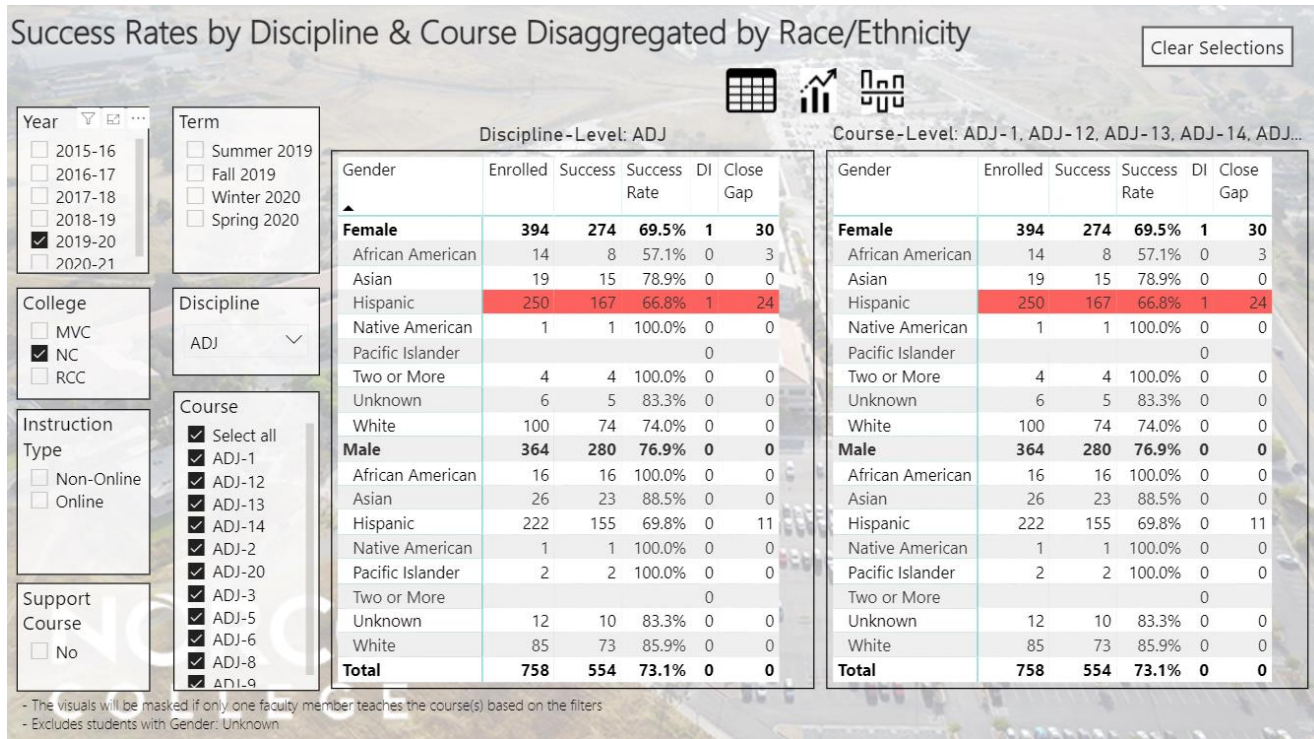 Success Rates by Discipline & Course Disaggregated by Race/Ethnicity
Clear Selections
Year
2015-16
2016-17
2017-18
2018-19
2019-20
2020-21
Term
Summer 2019
Fall 2019
Winter 2020
Spring 2020
College
MVC
NC
RCC
Discipline
ADJ
Instruction
Type
Non-Online
Online
Course
Select all
ADJ-1
ADJ-12
ADJ-13
ADJ-14
ADJ-2
ADJ-20
ADJ-3
ADJ-5
ADJ-6
ADJ-8
ADJ-9
Support
Course
No
Discipline-Level: ADJ
Gender Enrolled Success Success Rate DI Close Gap
Female 394 274 69.5% 1 30
African American 14 8 57.1% 0 3
Asian 19 15 78.9% 0 0
Hispanic 250 167 66.8% 1 24
Native American 1 1 100.0% 0 0
Pacific Islander 0
Two or More 4 4 100.0% 0 0
Unknown 6 5 83.3% 0 0
White 100 74 74.0% 0 0
Male 364 280 76.9% 0 0
African American 16 16 100.0% 0 0
Asian 26 23 88.5% 0 0
Hispanic 222 155 69.8% 0 11
Native American 1 1 100.0% 0 0
Pacific Islander 2 2 100.0% 0 0
Two or More 0
Unknown 12 10 83.3% 0 0
White 85 73 85.9% 0 0
Total 758 554 73.1% 0 0
Course-Level: ADJ-1, ADJ-12, ADJ-13, ADJ-14, ADJ...
Gender Enrolled Success Success Rate DI Close Gap
Female 394 274 69.5% 1 30
African American 14 8 57.1% 0 3
Asian 19 15 78.9% 0 0
Hispanic 250 167 66.8% 1 24
Native American 1 1 100.0% 0 0
Pacific Islander 0
Two or More 4 4 100.0% 0 0
Unknown 6 5 83.3% 0 0
White 100 74 74.0% 0 0
Male 364 280 76.9% 0 0
African American 16 16 100.0% 0 0
Asian 26 23 88.5% 0 0
Hispanic 222 155 69.8% 0 11
Native American 1 1 100.0% 0 0
Pacific Islander 2 2 100.0% 0 0
Two or More 0
Unknown 12 10 83.3% 0 0
White 85 73 85.9% 0 0
Total 758 554 73.1% 0 0
- The visuals will be masked if only one faculty member teaches the course(s) based on the filters
- Excludes students with Gender: Unknown
COLLEGE